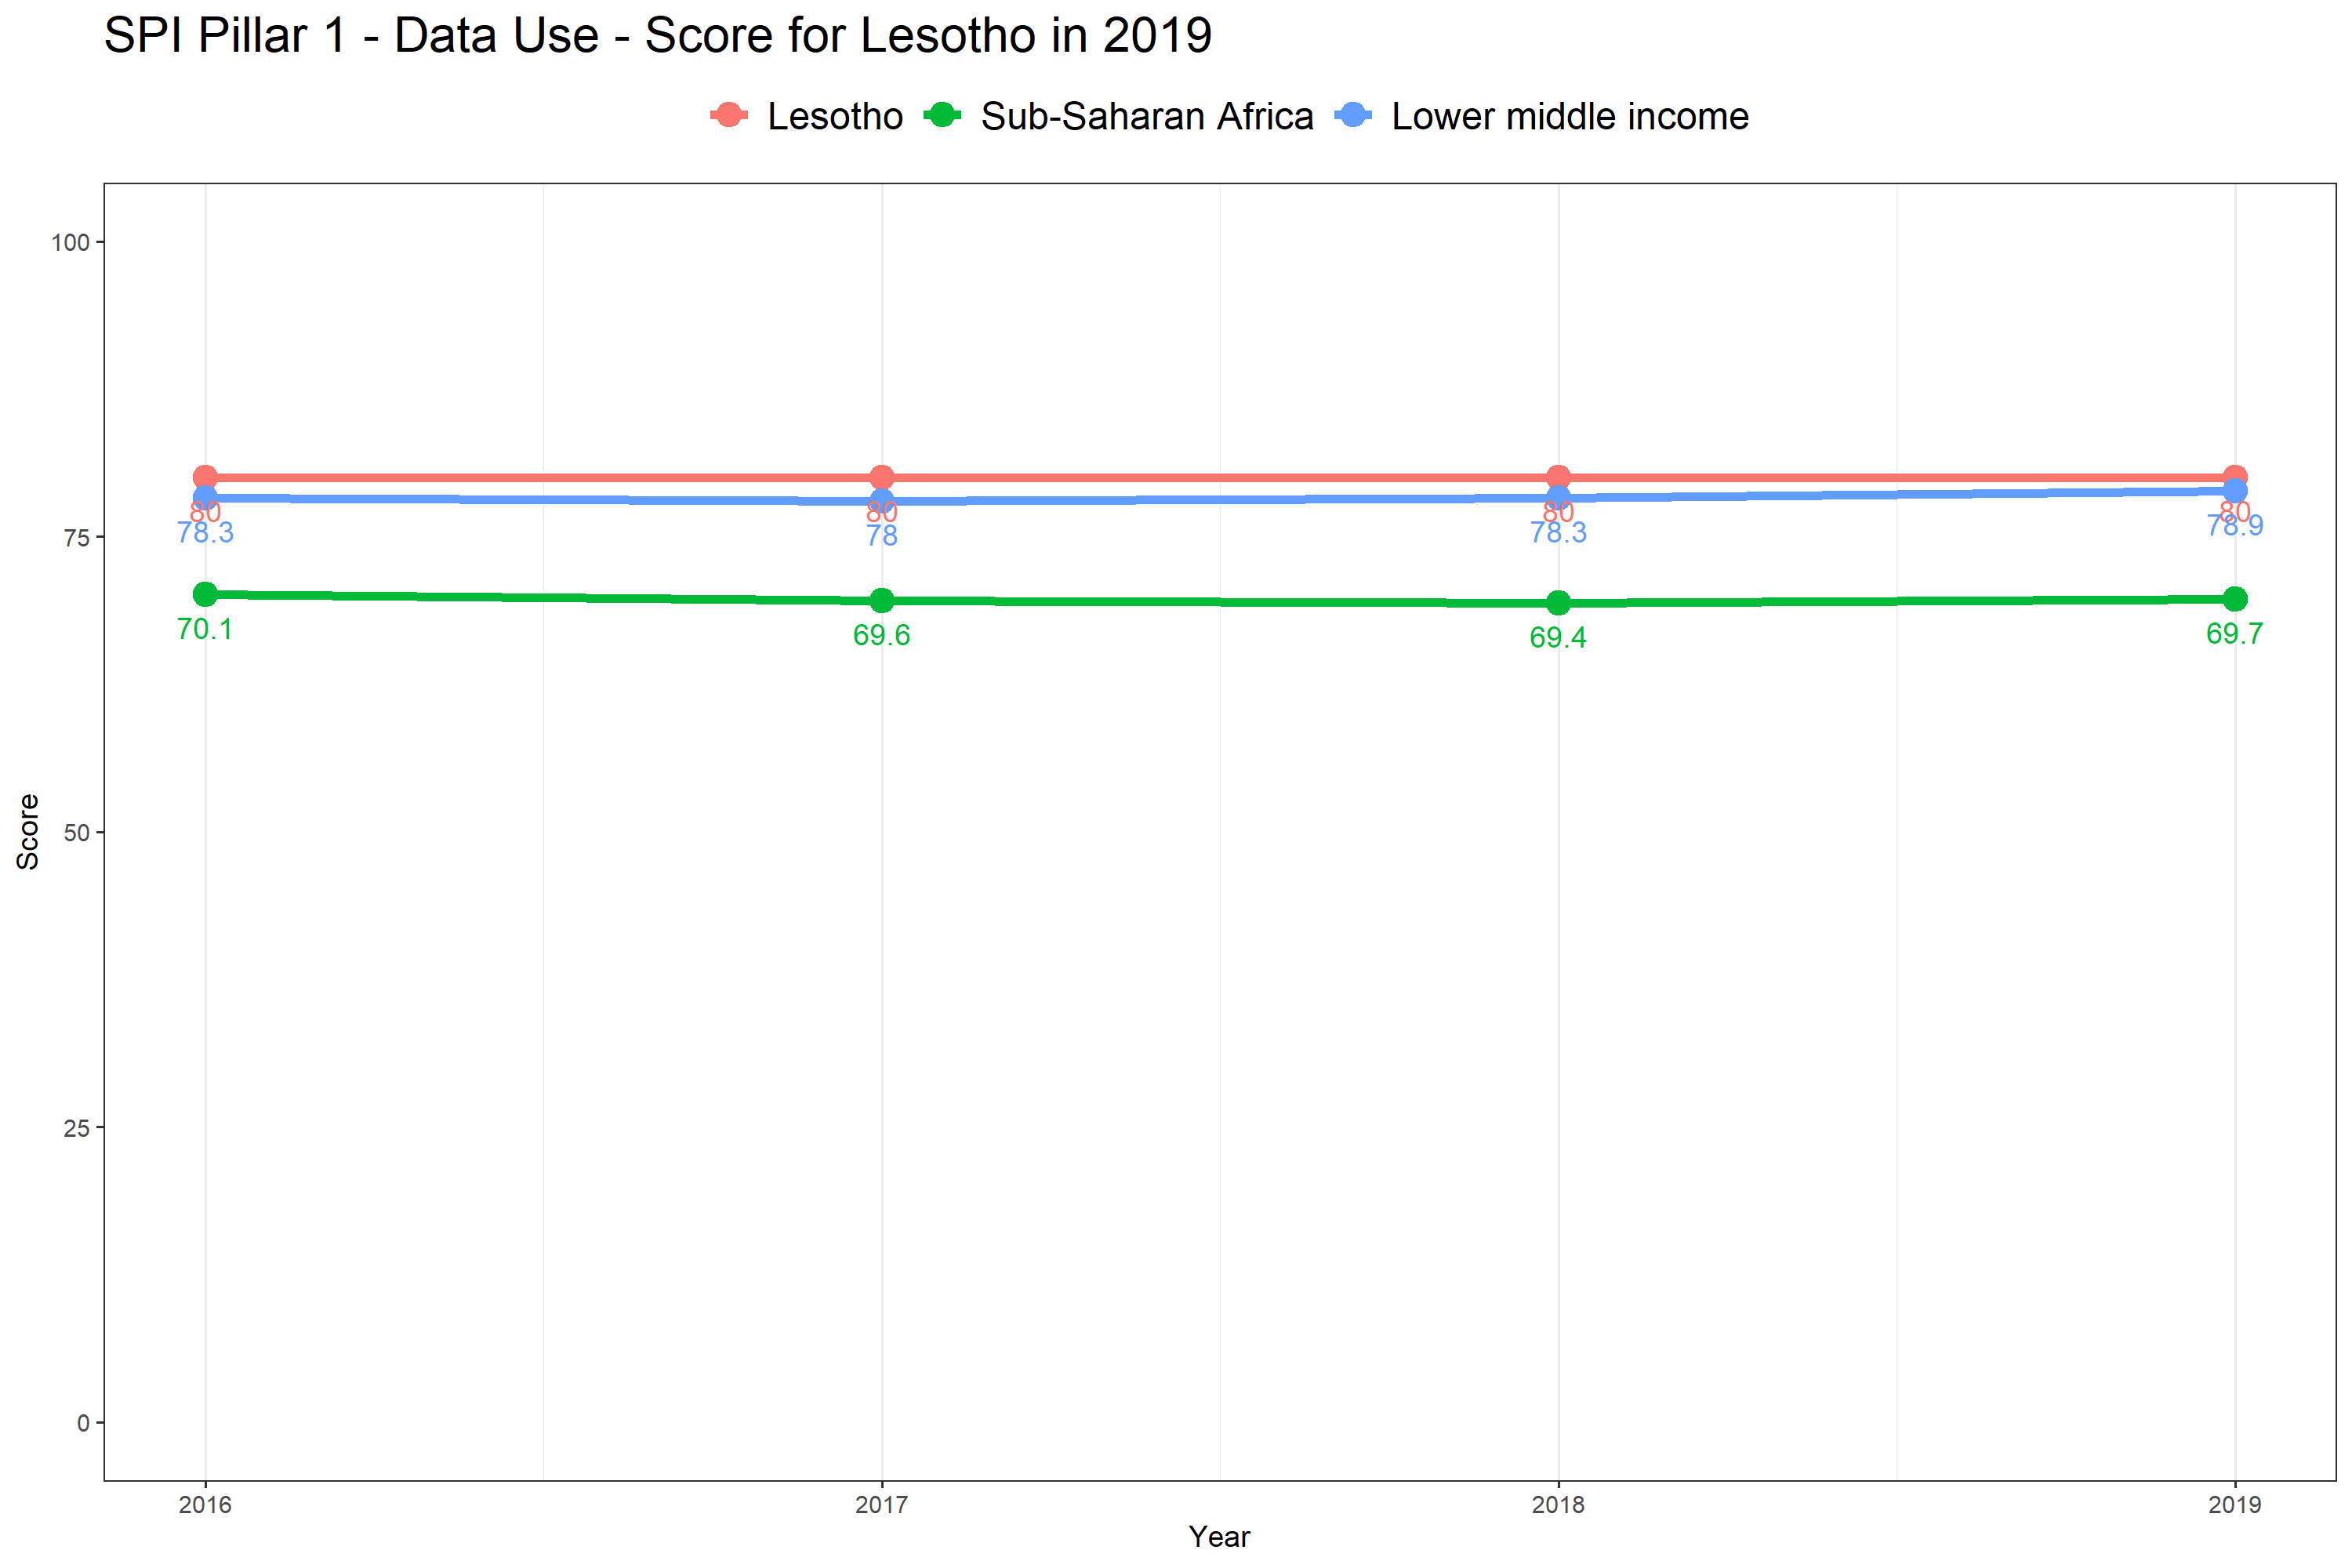 SPI Pillar 1 - Data Use - Score for Lesotho in 2019
Lesotho Sub-Saharan Africa Lower middle income
100
75
50
25
0
Score
80 80 80 80
78.3 78 78.3 78.9
70.1 69.6 69.4 69.7
2016 2017 2018 2019
Year